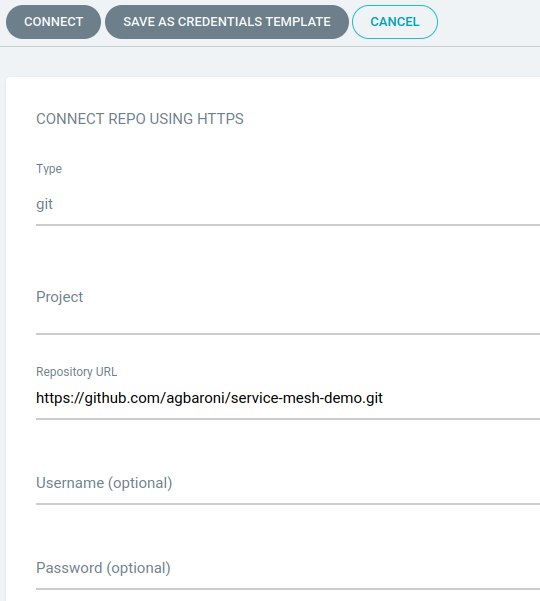 CONNECT SAVE AS CREDENTIALS TEMPLATE CANCEL
CONNECT REPO USING HTTPS
Type
git
Project
Repository URL
https://github.com/agbaroni/service-mesh-demo.git
Username (optional)
Password (optional)